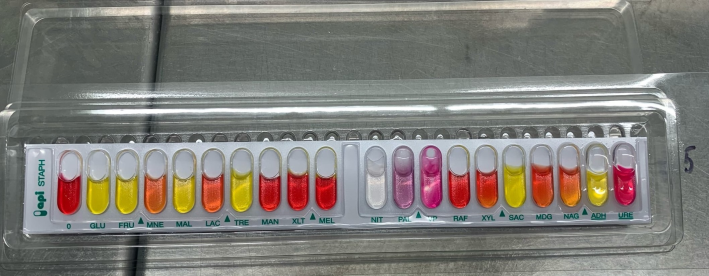 api STAPH
0 GLU FRU MNE MAL LAC TRE MAN XLT MEL NIT PAL VP RAF XYL SAC MDG NAG ADH URE
5